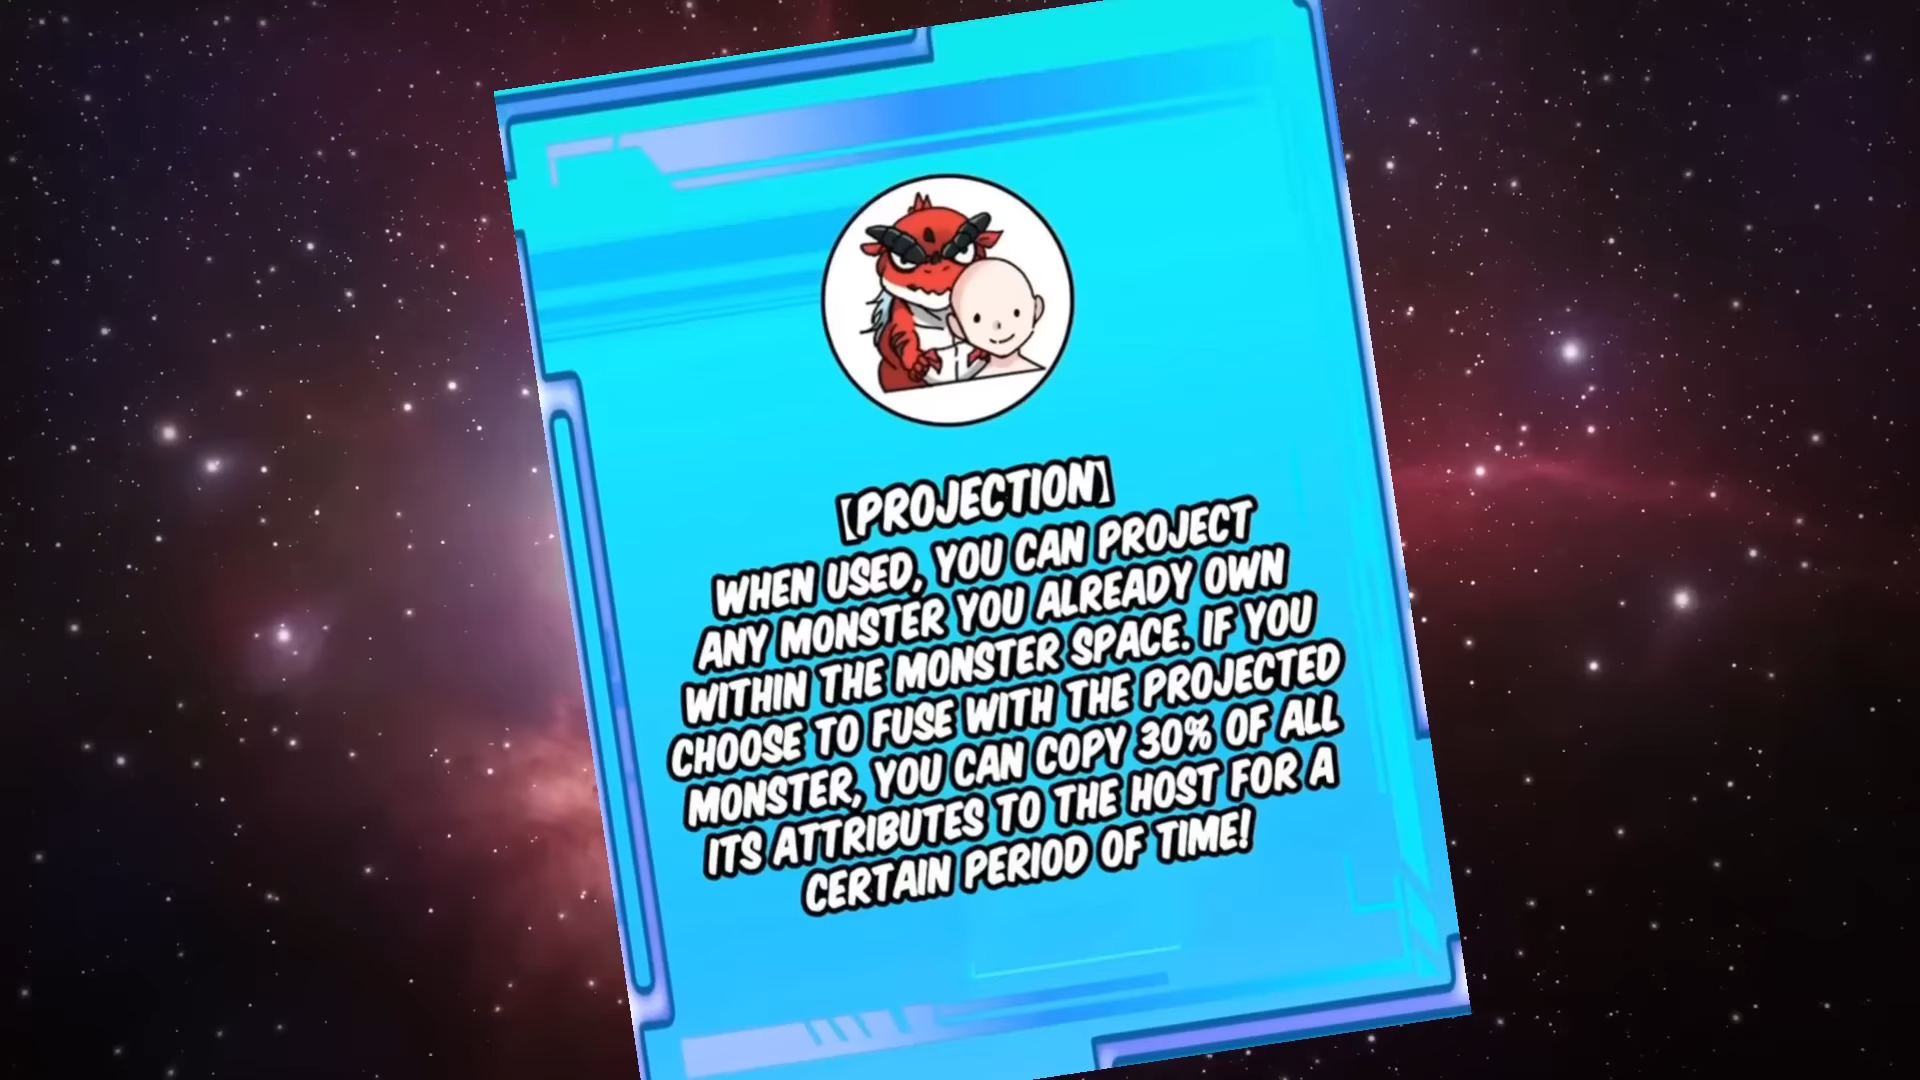 【PROJECTION】
WHEN USED, YOU CAN PROJECT
ANY MONSTER YOU ALREADY OWN
WITHIN THE MONSTER SPACE. IF YOU
CHOOSE TO FUSE WITH THE PROJECTED
MONSTER, YOU CAN COPY 30% OF ALL
ITS ATTRIBUTES TO THE HOST FOR A
CERTAIN PERIOD OF TIME!